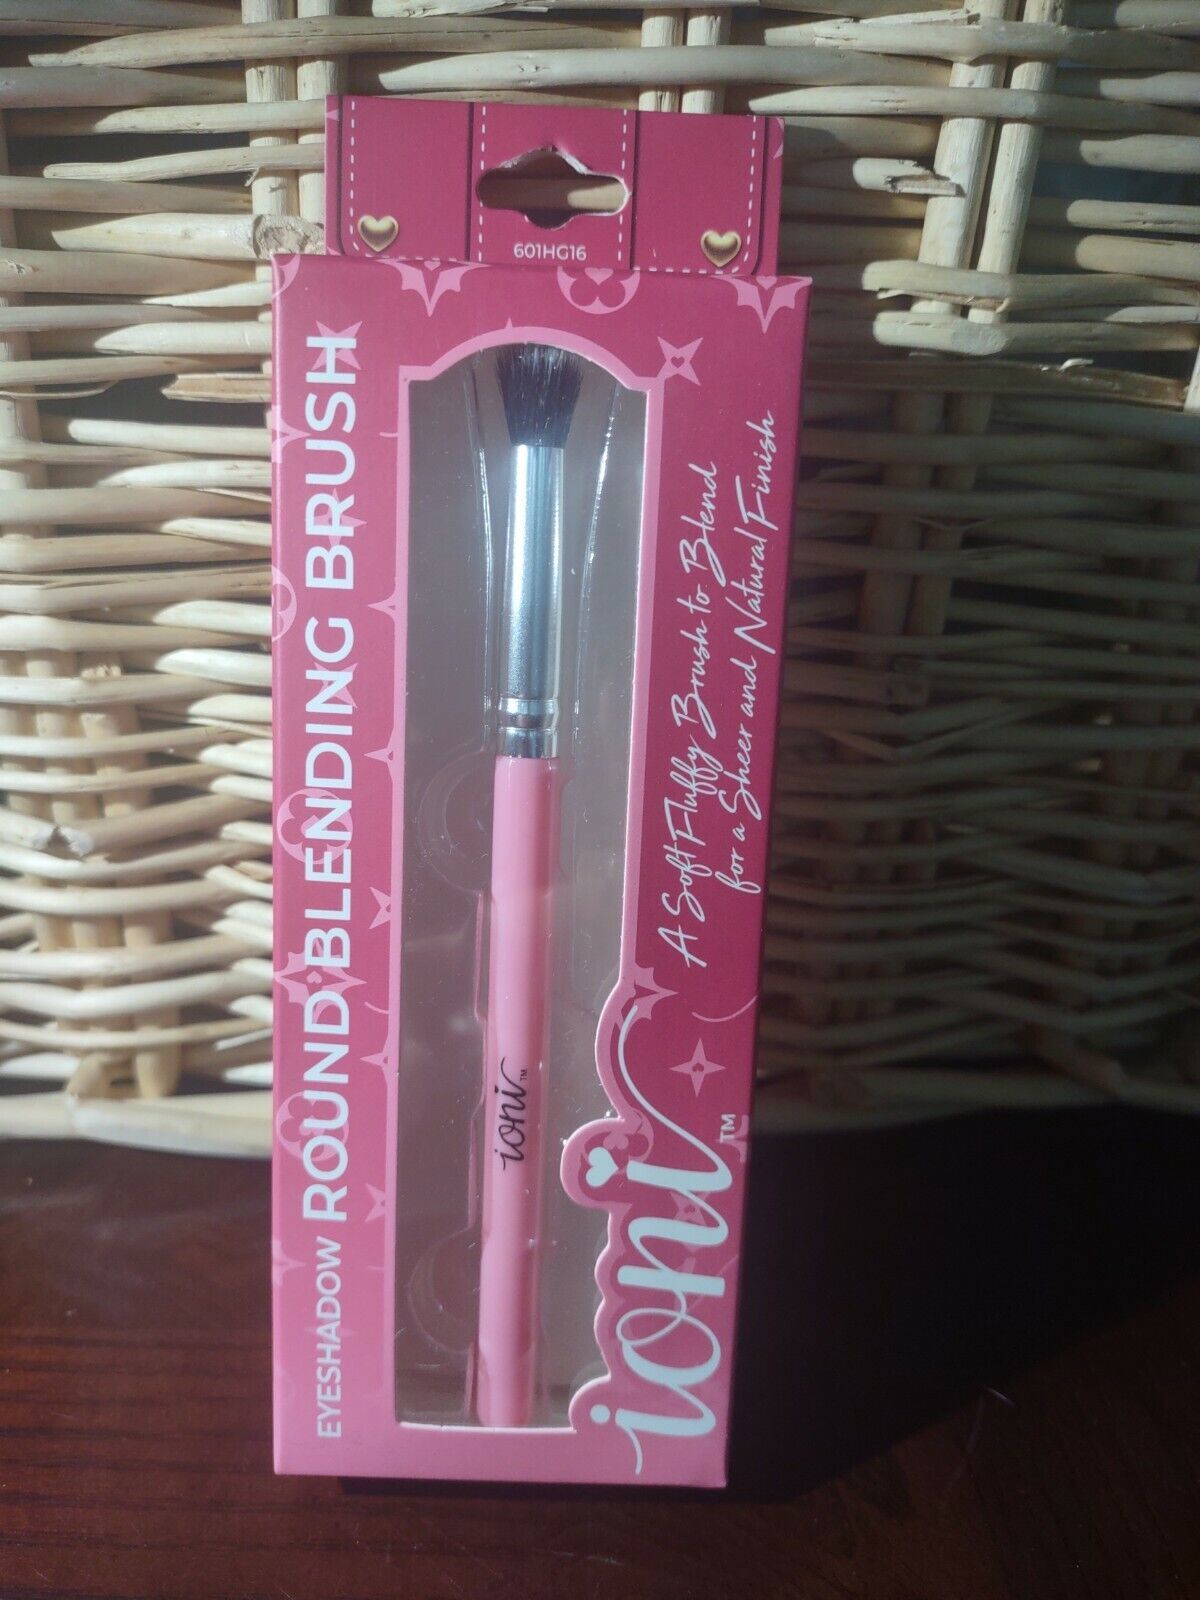 601HG16
EYESHADOW ROUND BLENDING BRUSH
A Soft Fluffy Brush to Blend
for a Sheer and Natural Finish
ioni™
ioni™